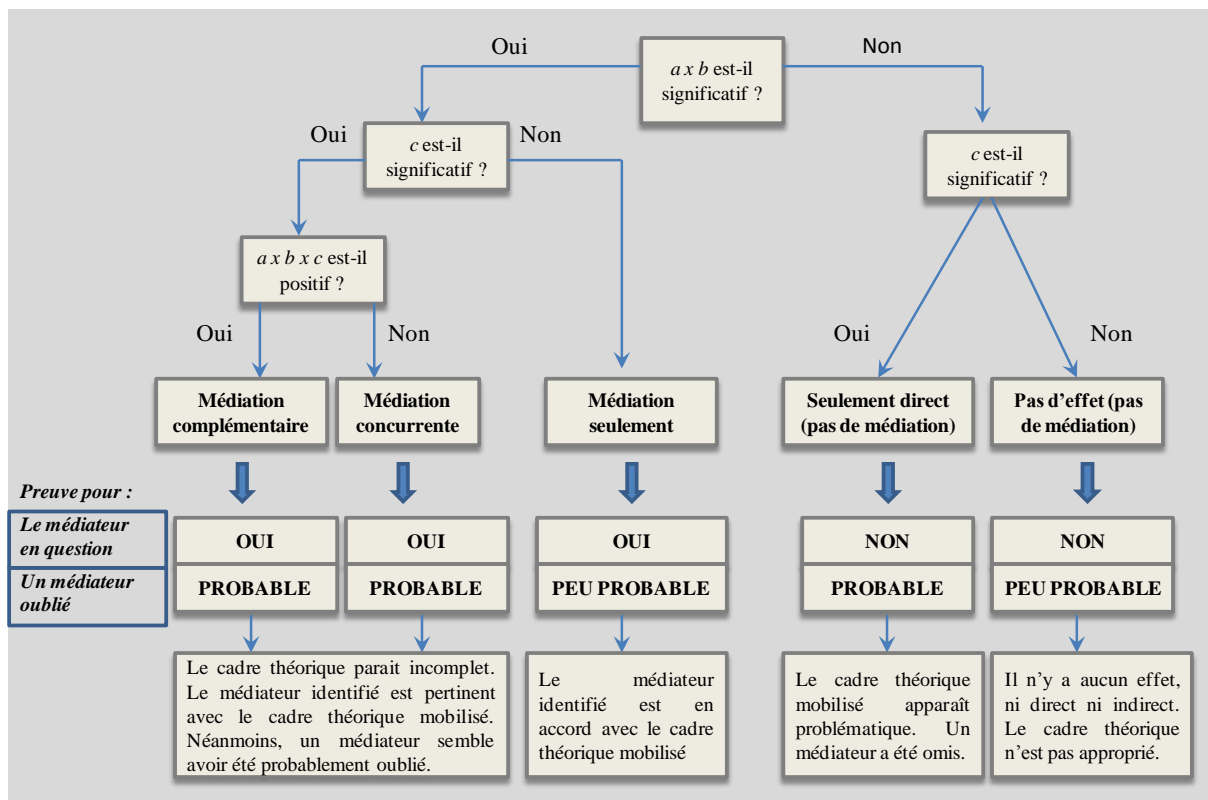 Oui
Non
a x b est-il
significatif ?
Oui
Non
c est-il
significatif ?
c est-il
significatif ?
a x b x c est-il
positif ?
Oui
Non
Oui
Non
Médiation
complémentaire
Médiation
concurrente
Médiation
seulement
Seulement direct
(pas de médiation)
Pas d’effet (pas
de médiation)
Preuve pour :
Le médiateur
en question
OUI
OUI
OUI
NON
NON
Un médiateur
oublié
PROBABLE
PROBABLE
PEU PROBABLE
PROBABLE
PEU PROBABLE
Le cadre théorique parait incomplet.
Le médiateur identifié est pertinent
avec le cadre théorique mobilisé.
Néanmoins, un médiateur semble
avoir été probablement oublié.
Le médiateur
identifié est en
accord avec le cadre
théorique mobilisé
Le cadre théorique
mobilisé apparaît
problématique. Un
médiateur a été omis.
Il n’y a aucun effet,
ni direct ni indirect.
Le cadre théorique
n’est pas approprié.